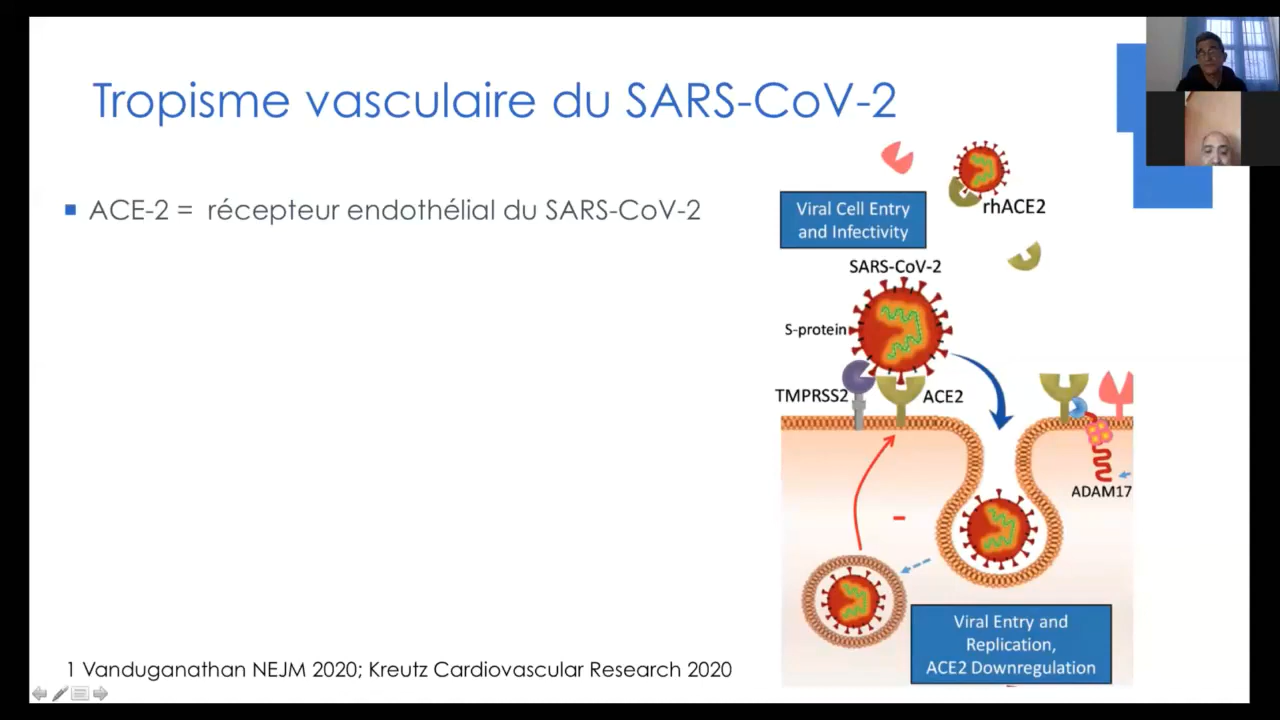 Tropisme vasculaire du SARS-CoV-2
▪ ACE-2 = récepteur endothélial du SARS-CoV-2
rhACE2
Viral Cell Entry
and Infectivity
SARS-CoV-2
S-protein
TMPRSS2
ACE2
ADAM17
-
Viral Entry and
Replication,
ACE2 Downregulation
1 Vanduganathan NEJM 2020; Kreutz Cardiovascular Research 2020